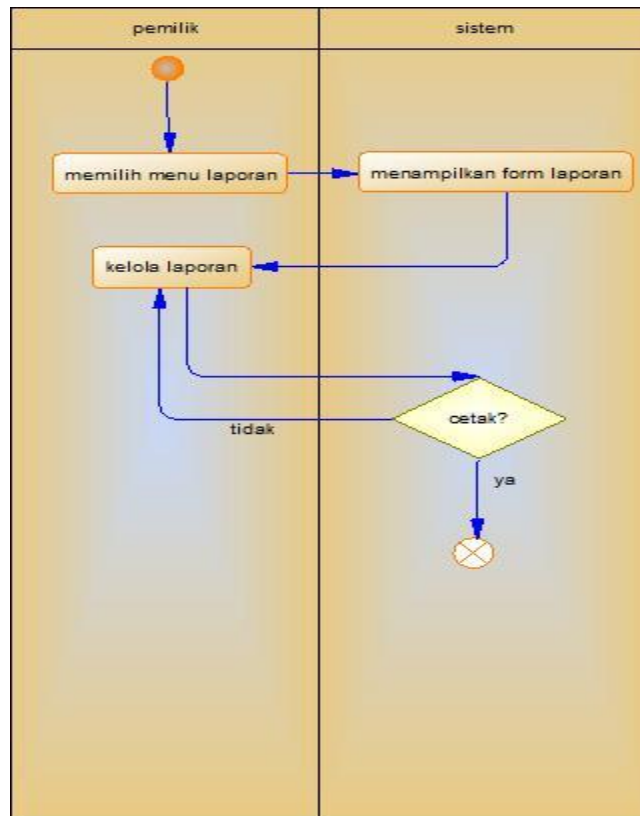 pemilik
sistem
memilih menu laporan
menampilkan form laporan
kelola laporan
cetak?
tidak
ya